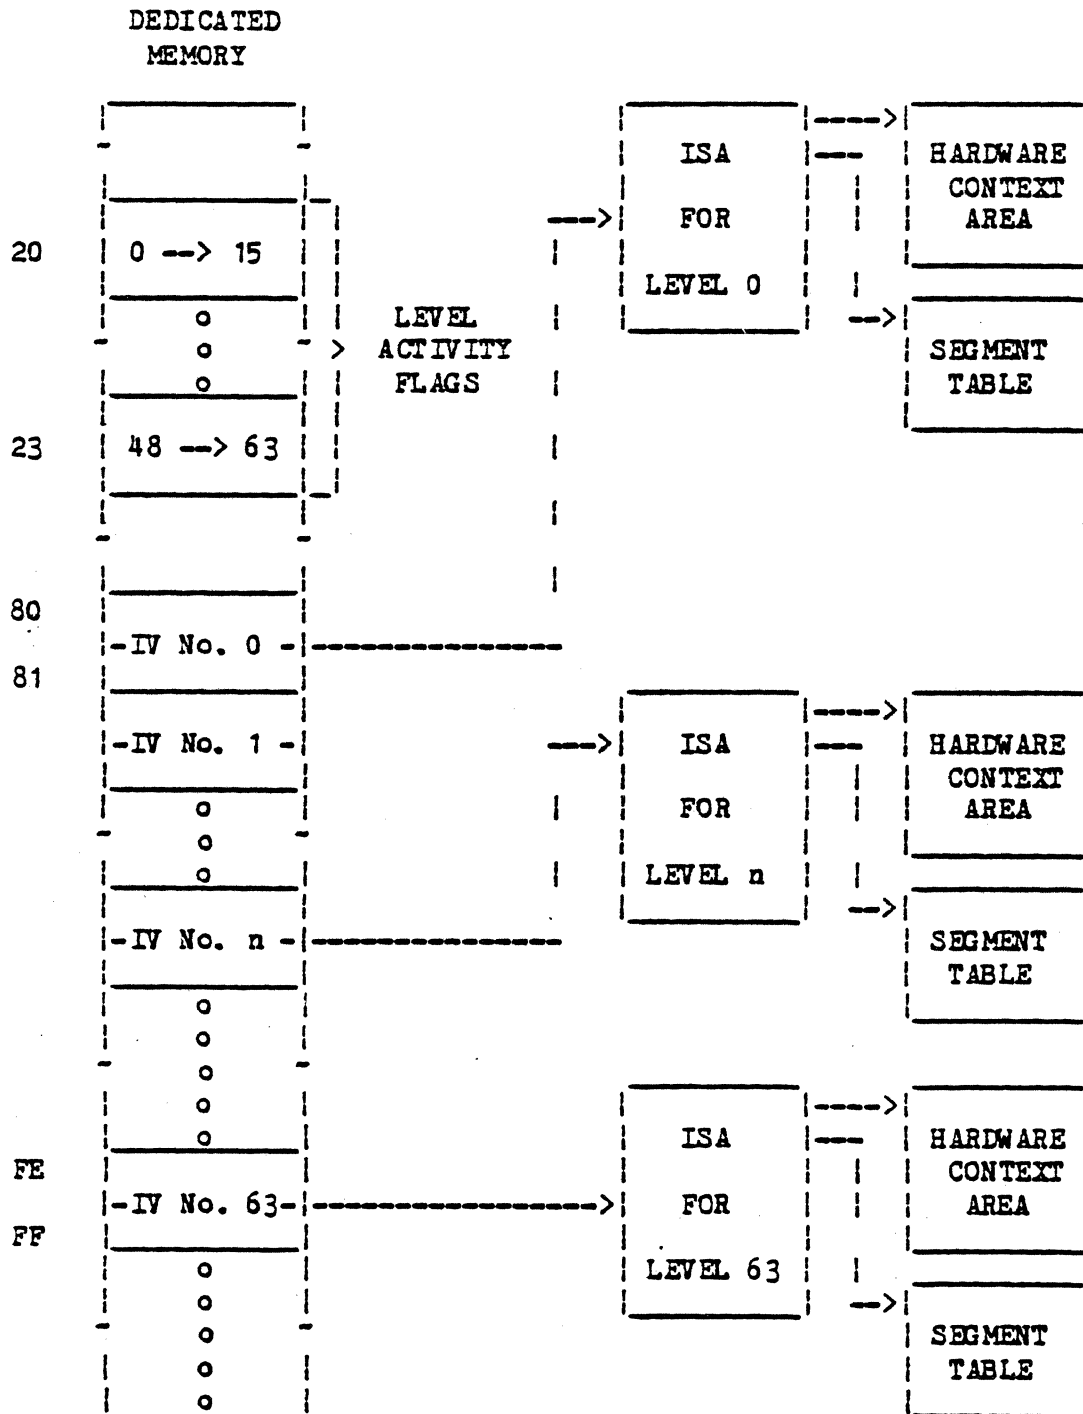 DEDICATED
MEMORY
ISA
FOR
LEVEL 0
HARDWARE
CONTEXT
AREA
SEGMENT
TABLE
20
0 --> 15
LEVEL
ACTIVITY
FLAGS
23
48 --> 63
80
IV No. 0
81
IV No. 1
ISA
FOR
LEVEL n
HARDWARE
CONTEXT
AREA
IV No. n
SEGMENT
TABLE
FE
IV No. 63
FF
ISA
FOR
LEVEL 63
HARDWARE
CONTEXT
AREA
SEGMENT
TABLE